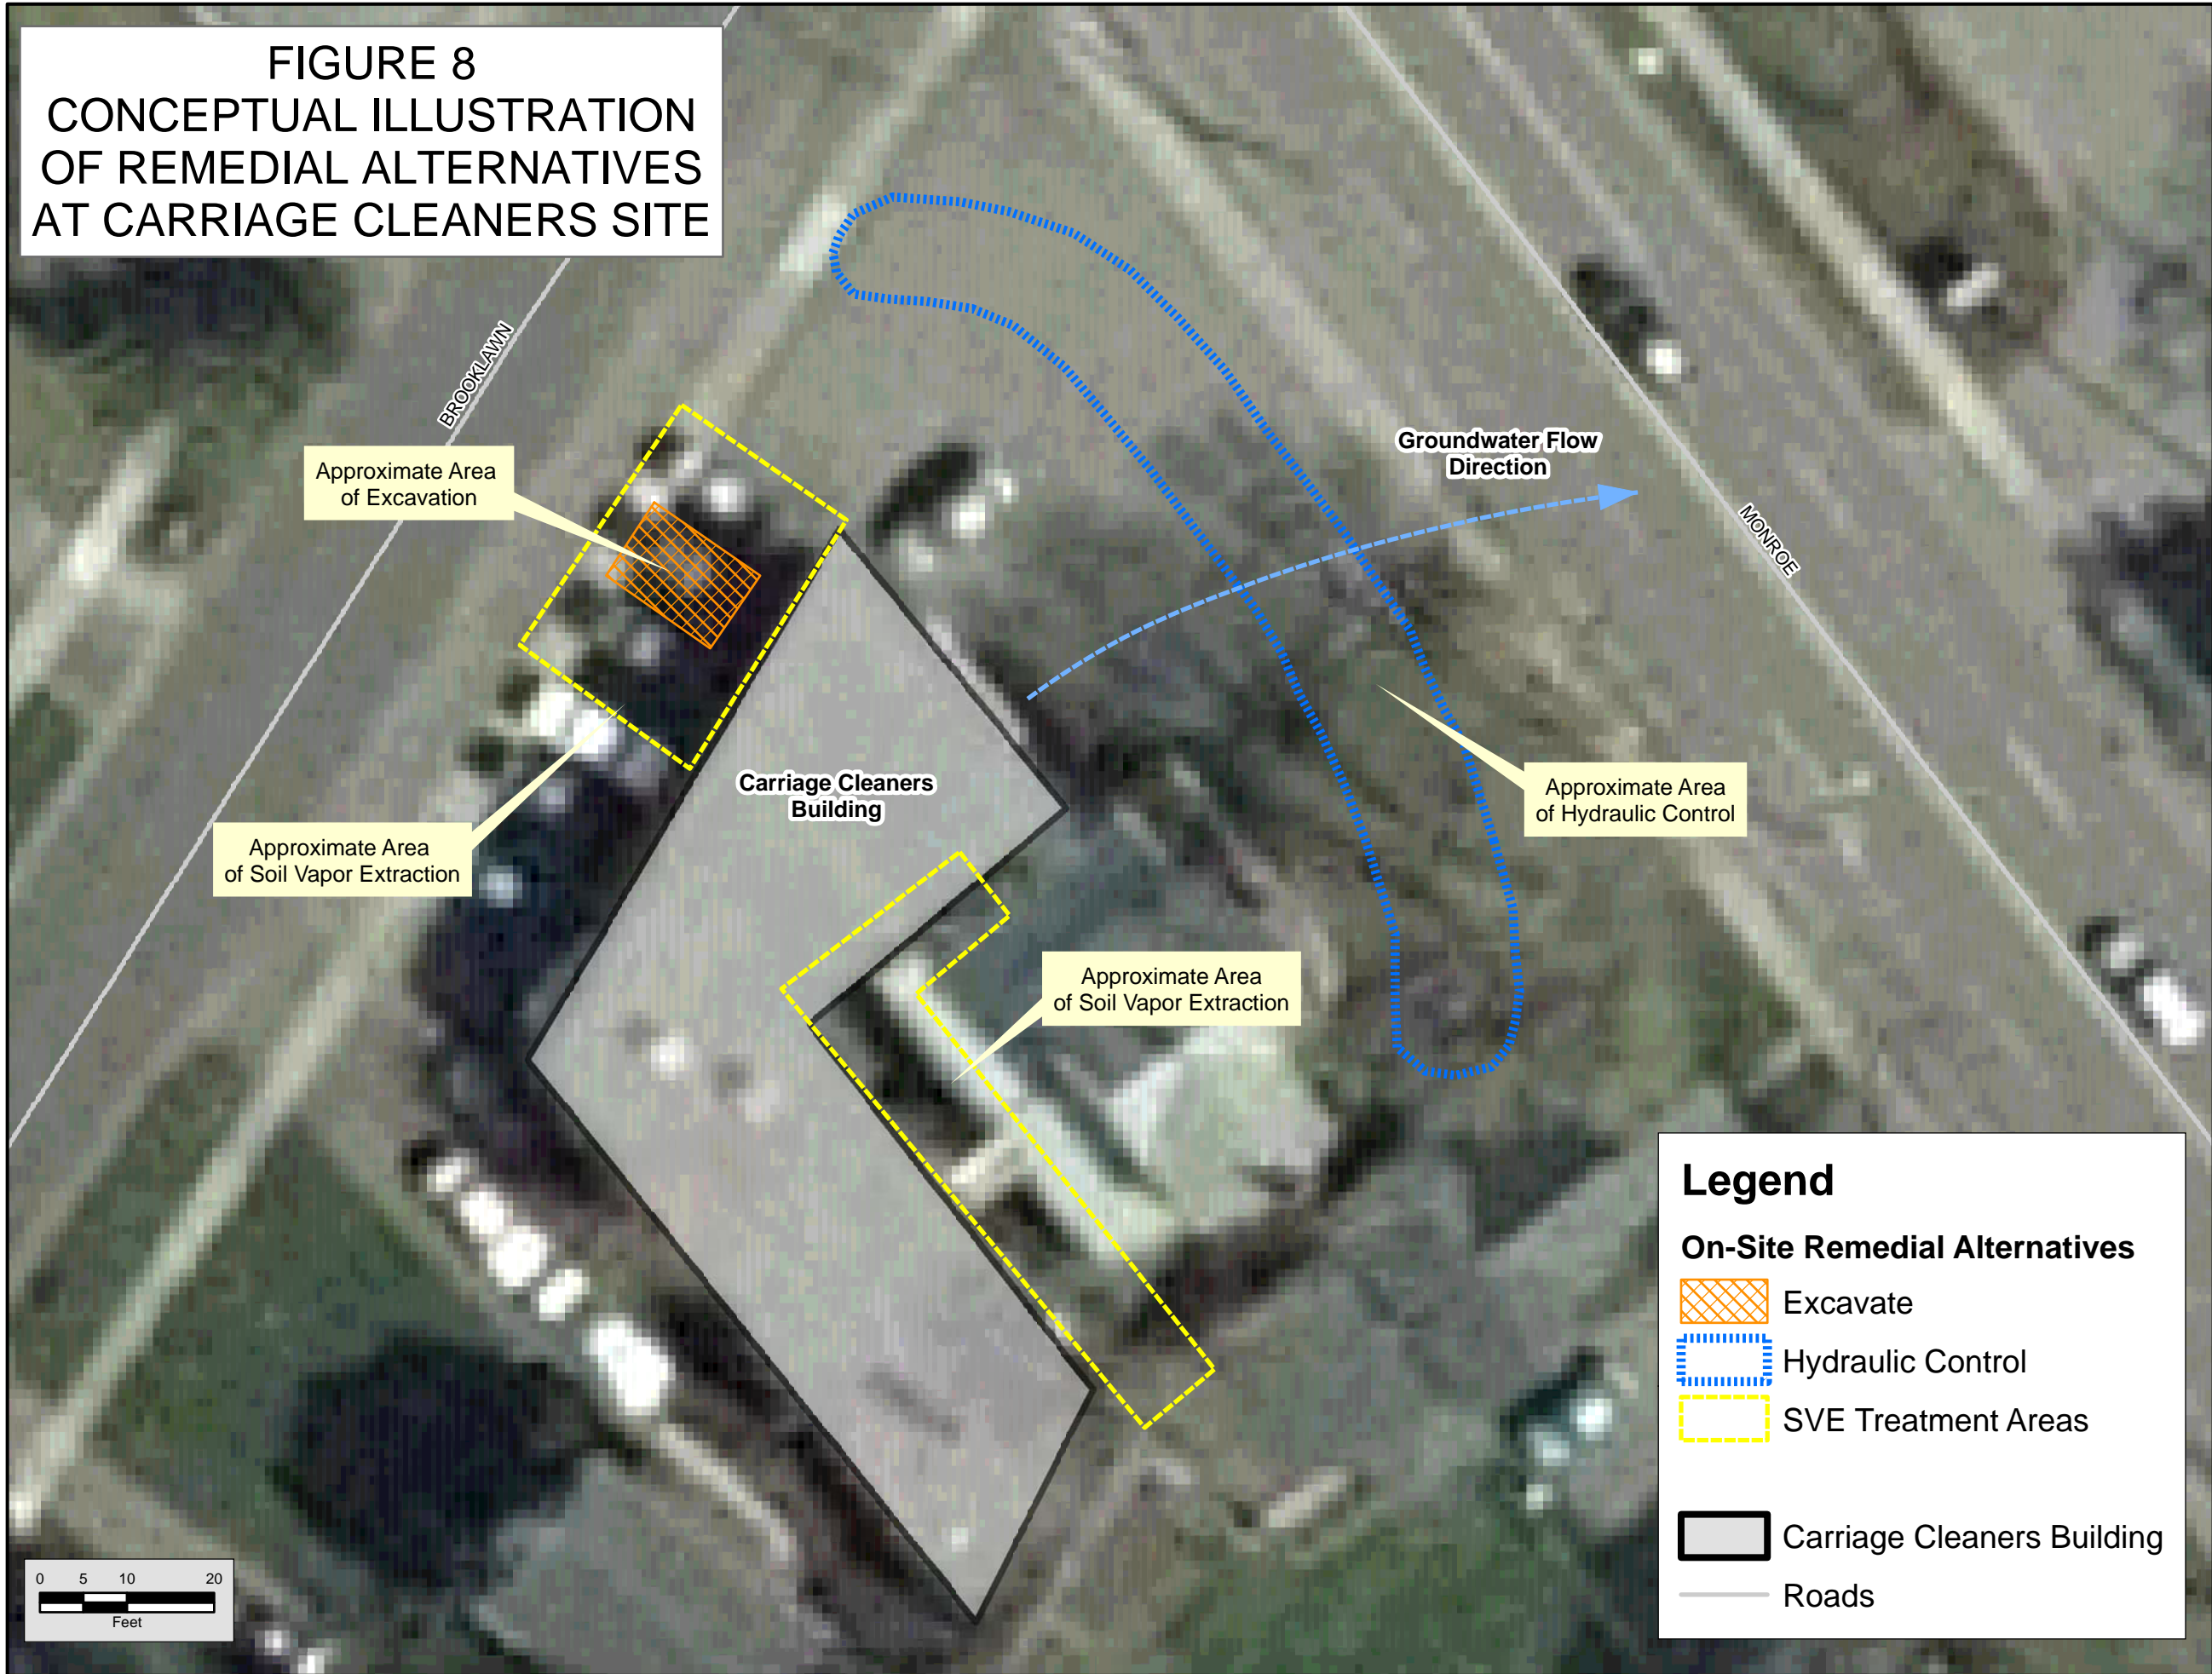 FIGURE 8
CONCEPTUAL ILLUSTRATION
OF REMEDIAL ALTERNATIVES
AT CARRIAGE CLEANERS SITE
BROOKLAWN
Approximate Area
of Excavation
Groundwater Flow
Direction
MONROE
Carriage Cleaners
Building
Approximate Area
of Hydraulic Control
Approximate Area
of Soil Vapor Extraction
Approximate Area
of Soil Vapor Extraction
Legend
On-Site Remedial Alternatives
Excavate
Hydraulic Control
SVE Treatment Areas
Carriage Cleaners Building
Roads
0 5 10 20
Feet